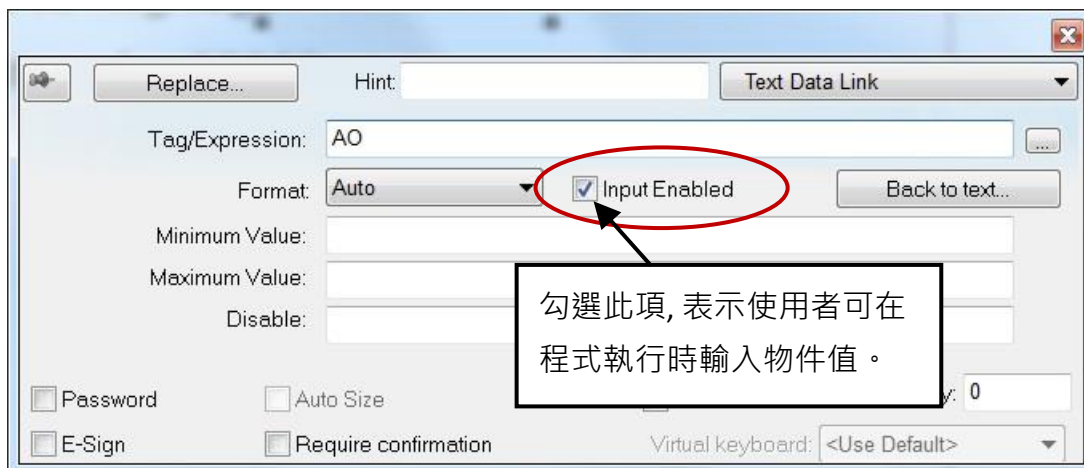 Replace... Hint: Text Data Link
Tag/Expression: AO ...
Format: Auto Input Enabled Back to text...
Minimum Value:
Maximum Value:
Disable:
勾選此項, 表示使用者可在
程式執行時輸入物件值。
Password Auto Size 0
E-Sign Require confirmation Virtual keyboard: <Use Default>